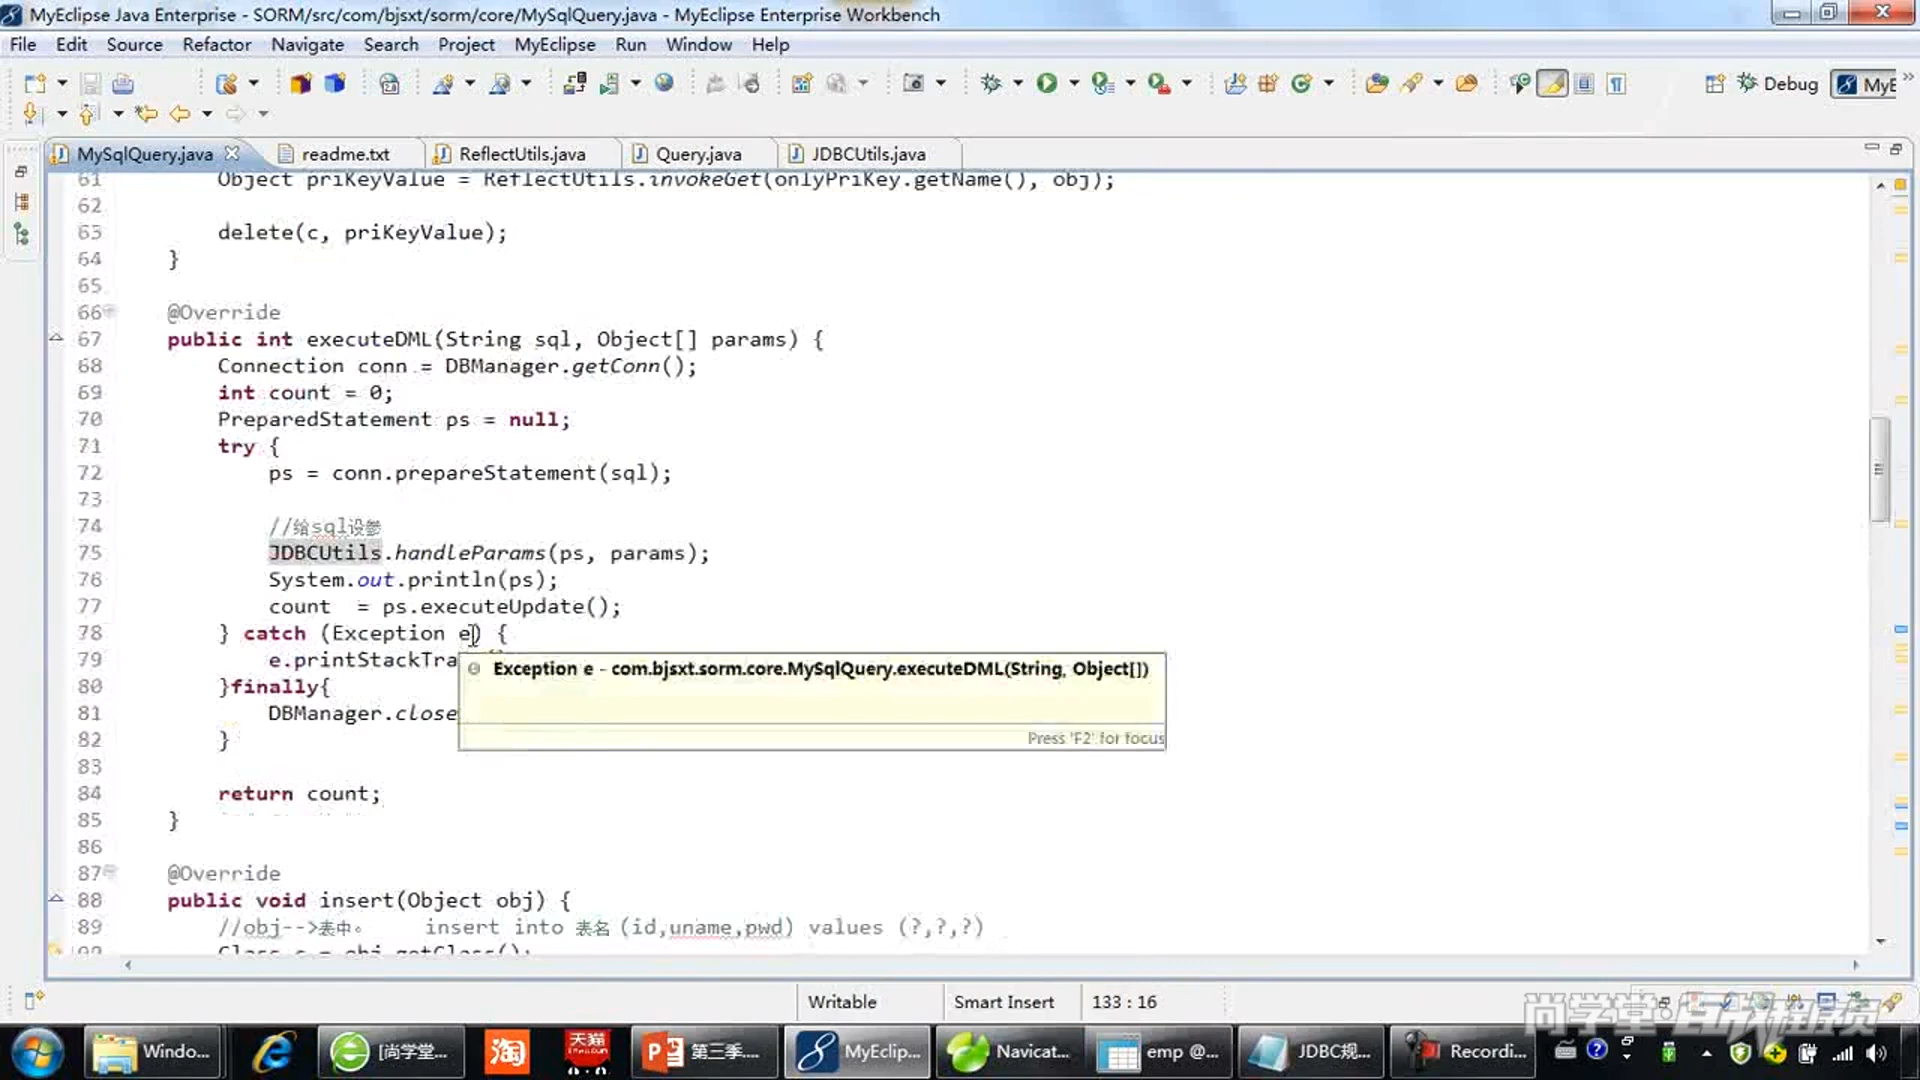 MyEclipse Java Enterprise - SORM/src/com/bjsxt/sorm/core/MySqlQuery.java - MyEclipse Enterprise Workbench
File Edit Source Refactor Navigate Search Project MyEclipse Run Window Help
Debug MyE
MySqlQuery.java readme.txt ReflectUtils.java Query.java JDBCUtils.java
61 Object priKeyValue = ReflectUtils.invokeGet(onlyPriKey.getName(), obj);
62
63 delete(c, priKeyValue);
64 }
65
66 @Override
67 public int executeDML(String sql, Object[] params) {
68 Connection conn = DBManager.getConn();
69 int count = 0;
70 PreparedStatement ps = null;
71 try {
72 ps = conn.prepareStatement(sql);
73
74 //给sql设参
75 JDBCUtils.handleParams(ps, params);
76 System.out.println(ps);
77 count = ps.executeUpdate();
78 } catch (Exception e) {
79 e.printStackTra
Exception e - com.bjsxt.sorm.core.MySqlQuery.executeDML(String, Object[])
80 }finally{
81 DBManager.close
Press 'F2' for focus
82 }
83
84 return count;
85 }
86
87 @Override
88 public void insert(Object obj) {
89 //obj-->表中。 insert into 表名 (id,uname,pwd) values (?,?,?)
90 Class c = obj.getClass();
Writable Smart Insert 133 : 16
尚学堂
Windo... [尚学堂... 淘 天猫 第三季.... MyEclip... Navicat... emp @... JDBC规... Recordi...